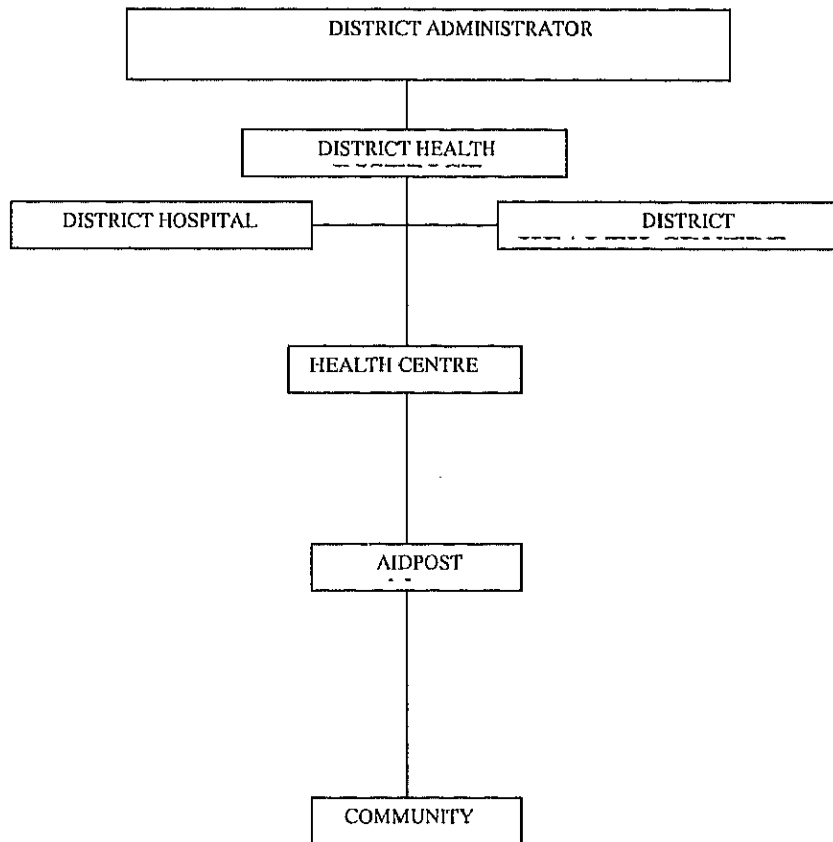 DISTRICT ADMINISTRATOR
DISTRICT HEALTH
DISTRICT HOSPITAL
DISTRICT
HEALTH CENTRE
AIDPOST
COMMUNITY